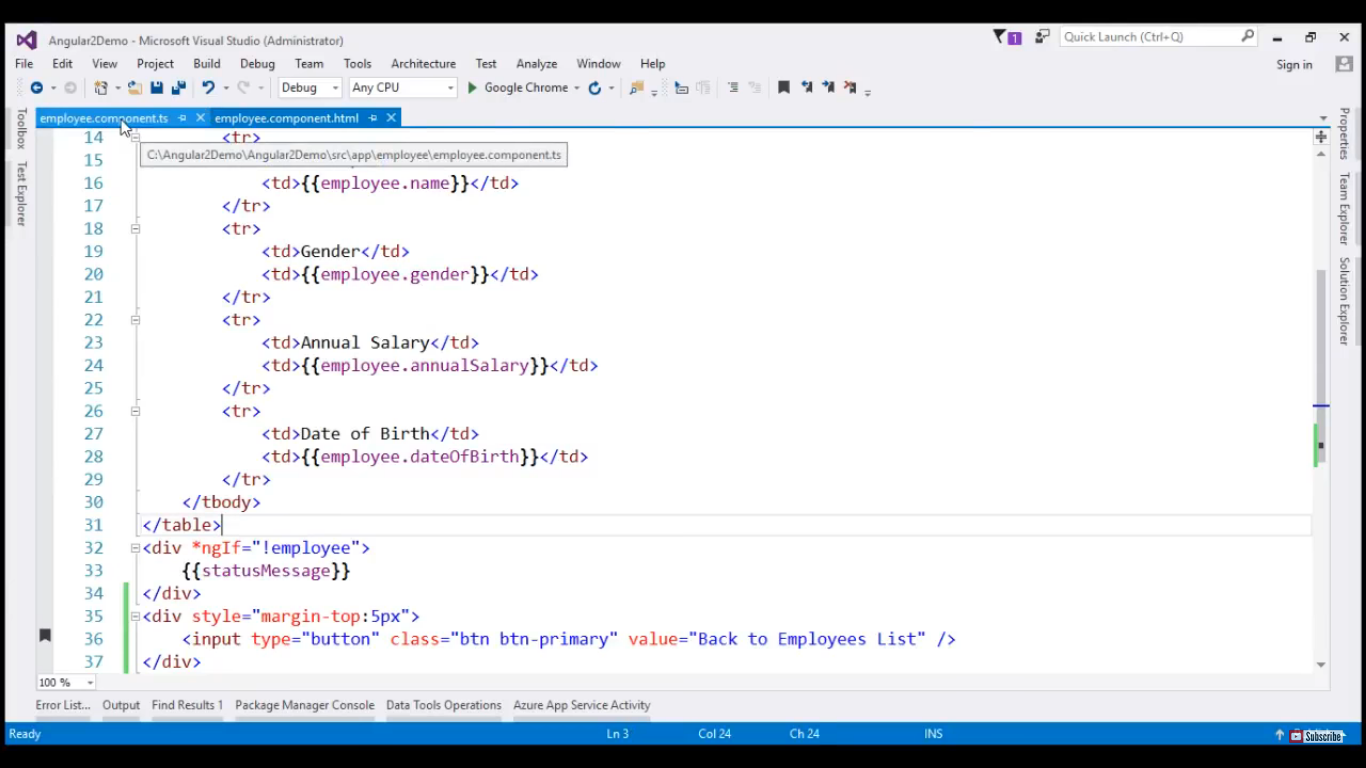 Angular2Demo - Microsoft Visual Studio (Administrator)
1
Quick Launch (Ctrl+Q)
File Edit View Project Build Debug Team Tools Architecture Test Analyze Window Help
Sign in
Debug Any CPU Google Chrome
employee.component.ts employee.component.html
C:\Angular2Demo\Angular2Demo\src\app\employee\employee.component.ts
Toolbox
Test Explorer
14 <tr>
15
16 <td>{{employee.name}}</td>
17 </tr>
18 <tr>
19 <td>Gender</td>
20 <td>{{employee.gender}}</td>
21 </tr>
22 <tr>
23 <td>Annual Salary</td>
24 <td>{{employee.annualSalary}}</td>
25 </tr>
26 <tr>
27 <td>Date of Birth</td>
28 <td>{{employee.dateOfBirth}}</td>
29 </tr>
30 </tbody>
31 </table>
32 <div *ngIf="!employee">
33 {{statusMessage}}
34 </div>
35 <div style="margin-top:5px">
36 <input type="button" class="btn btn-primary" value="Back to Employees List" />
37 </div>
Properties
Team Explorer
Solution Explorer
100 %
Error List... Output Find Results 1 Package Manager Console Data Tools Operations Azure App Service Activity
Ready Ln 3 Col 24 Ch 24 INS
Subscribe